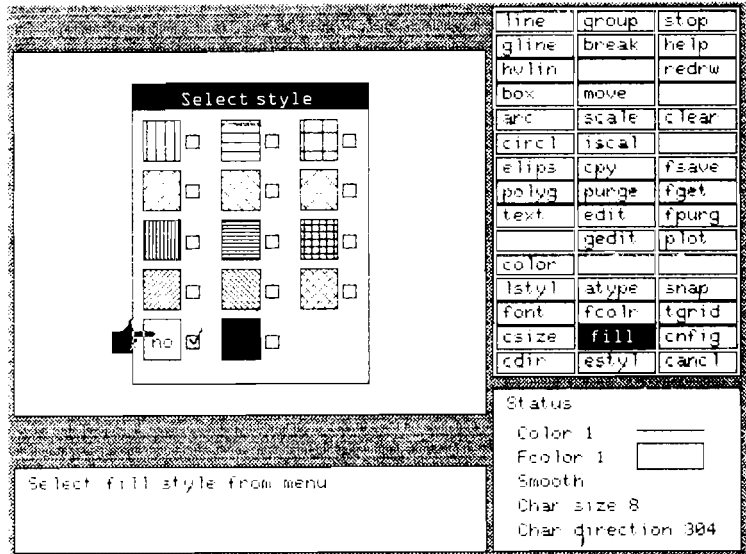 Select style
no
line group stop
gline break help
hvlin redrw
box move
arc scale clear
circl iscal
elips cpy fsave
polyg purge fget
text edit fpurg
gedit plot
color
lstyl atype snap
font fcolr tgrid
csize fill cnfig
cdir estyl cancl
Status
Color 1
Fcolor 1
Smooth
Char size 8
Char direction 304
Select fill style from menu